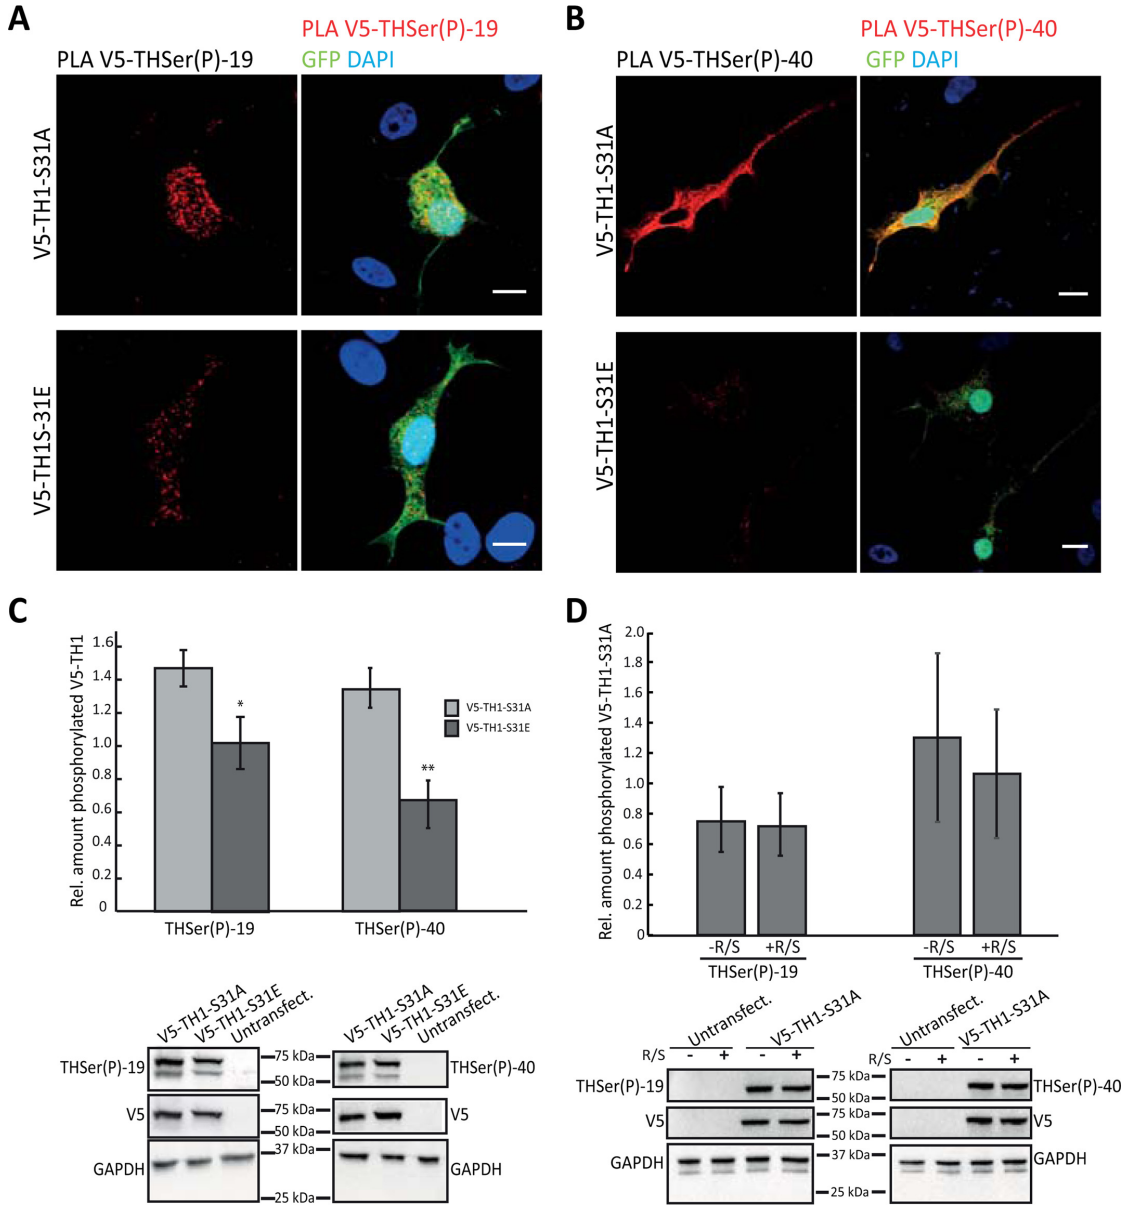 A
PLA V5-THSer(P)-19
PLA V5-THSer(P)-19
GFP DAPI
V5-TH1-S31A
V5-TH1S-31E
B
PLA V5-THSer(P)-40
PLA V5-THSer(P)-40
GFP DAPI
V5-TH1-S31A
V5-TH1-S31E
C
Rel. amount phosphorylated V5-TH1
1.6
1.4
1.2
1.0
0.8
0.6
0.4
0.2
0
*
**
V5-TH1-S31A
V5-TH1-S31E
THSer(P)-19
THSer(P)-40
V5-TH1-S31A
V5-TH1-S31E
Untransfect.
V5-TH1-S31A
V5-TH1-S31E
Untransfect.
THSer(P)-19
75 kDa
50 kDa
THSer(P)-40
V5
75 kDa
50 kDa
V5
GAPDH
37 kDa
25 kDa
GAPDH
D
Rel. amount phosphorylated V5-TH1-S31A
2.0
1.8
1.6
1.4
1.2
1.0
0.8
0.6
0.4
0.2
0
-R/S +R/S -R/S +R/S
THSer(P)-19 THSer(P)-40
Untransfect.
V5-TH1-S31A
Untransfect.
V5-TH1-S31A
R/S - + - + R/S - + - +
THSer(P)-19
75 kDa
50 kDa
THSer(P)-40
V5
75 kDa
50 kDa
V5
GAPDH
37 kDa
25 kDa
GAPDH